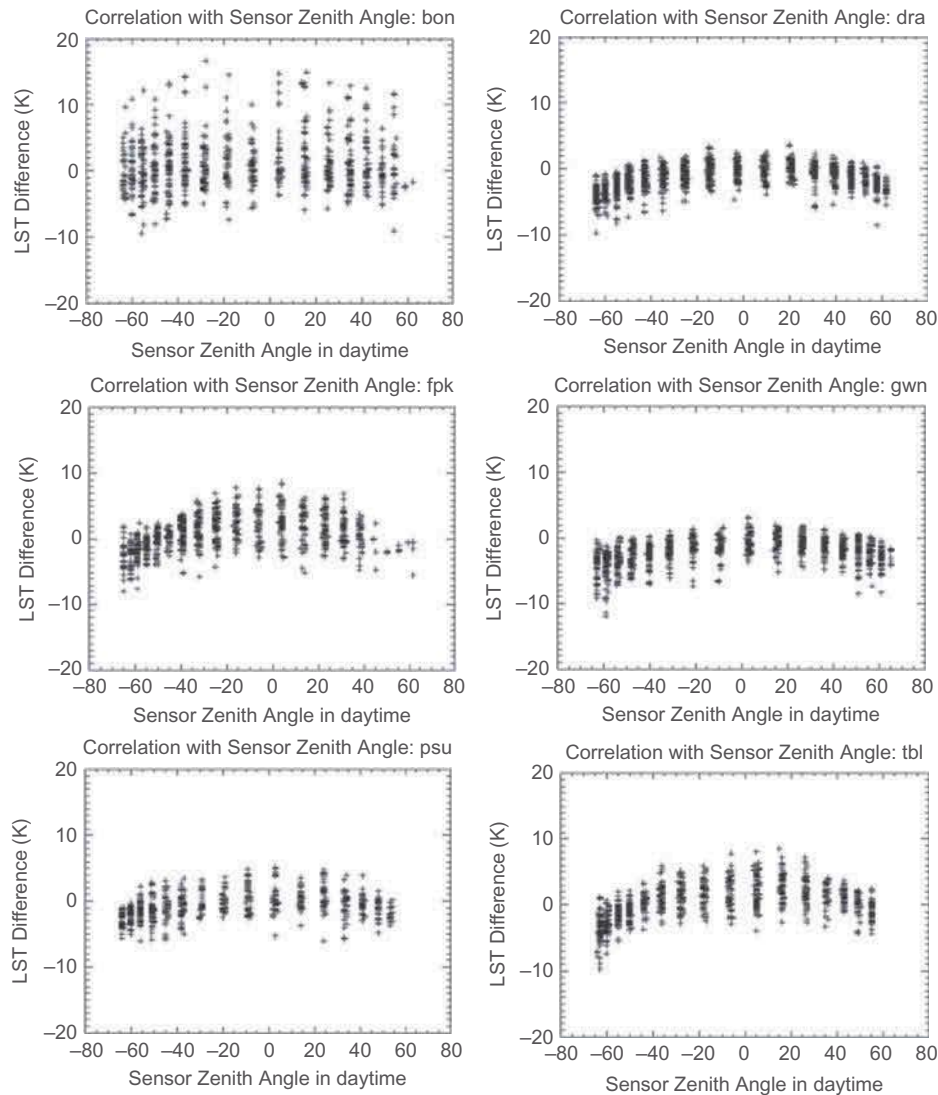 Correlation with Sensor Zenith Angle: bon
20
10
0
–10
–20
LST Difference (K)
–80 –60 –40 –20 0 20 40 60 80
Sensor Zenith Angle in daytime
Correlation with Sensor Zenith Angle: dra
20
10
0
–10
–20
LST Difference (K)
–80 –60 –40 –20 0 20 40 60 80
Sensor Zenith Angle in daytime
Correlation with Sensor Zenith Angle: fpk
20
10
0
–10
–20
LST Difference (K)
–80 –60 –40 –20 0 20 40 60 80
Sensor Zenith Angle in daytime
Correlation with Sensor Zenith Angle: gwn
20
10
0
–10
–20
LST Difference (K)
–80 –60 –40 –20 0 20 40 60 80
Sensor Zenith Angle in daytime
Correlation with Sensor Zenith Angle: psu
20
10
0
–10
–20
LST Difference (K)
–80 –60 –40 –20 0 20 40 60 80
Sensor Zenith Angle in daytime
Correlation with Sensor Zenith Angle: tbl
20
10
0
–10
–20
LST Difference (K)
–80 –60 –40 –20 0 20 40 60 80
Sensor Zenith Angle in daytime